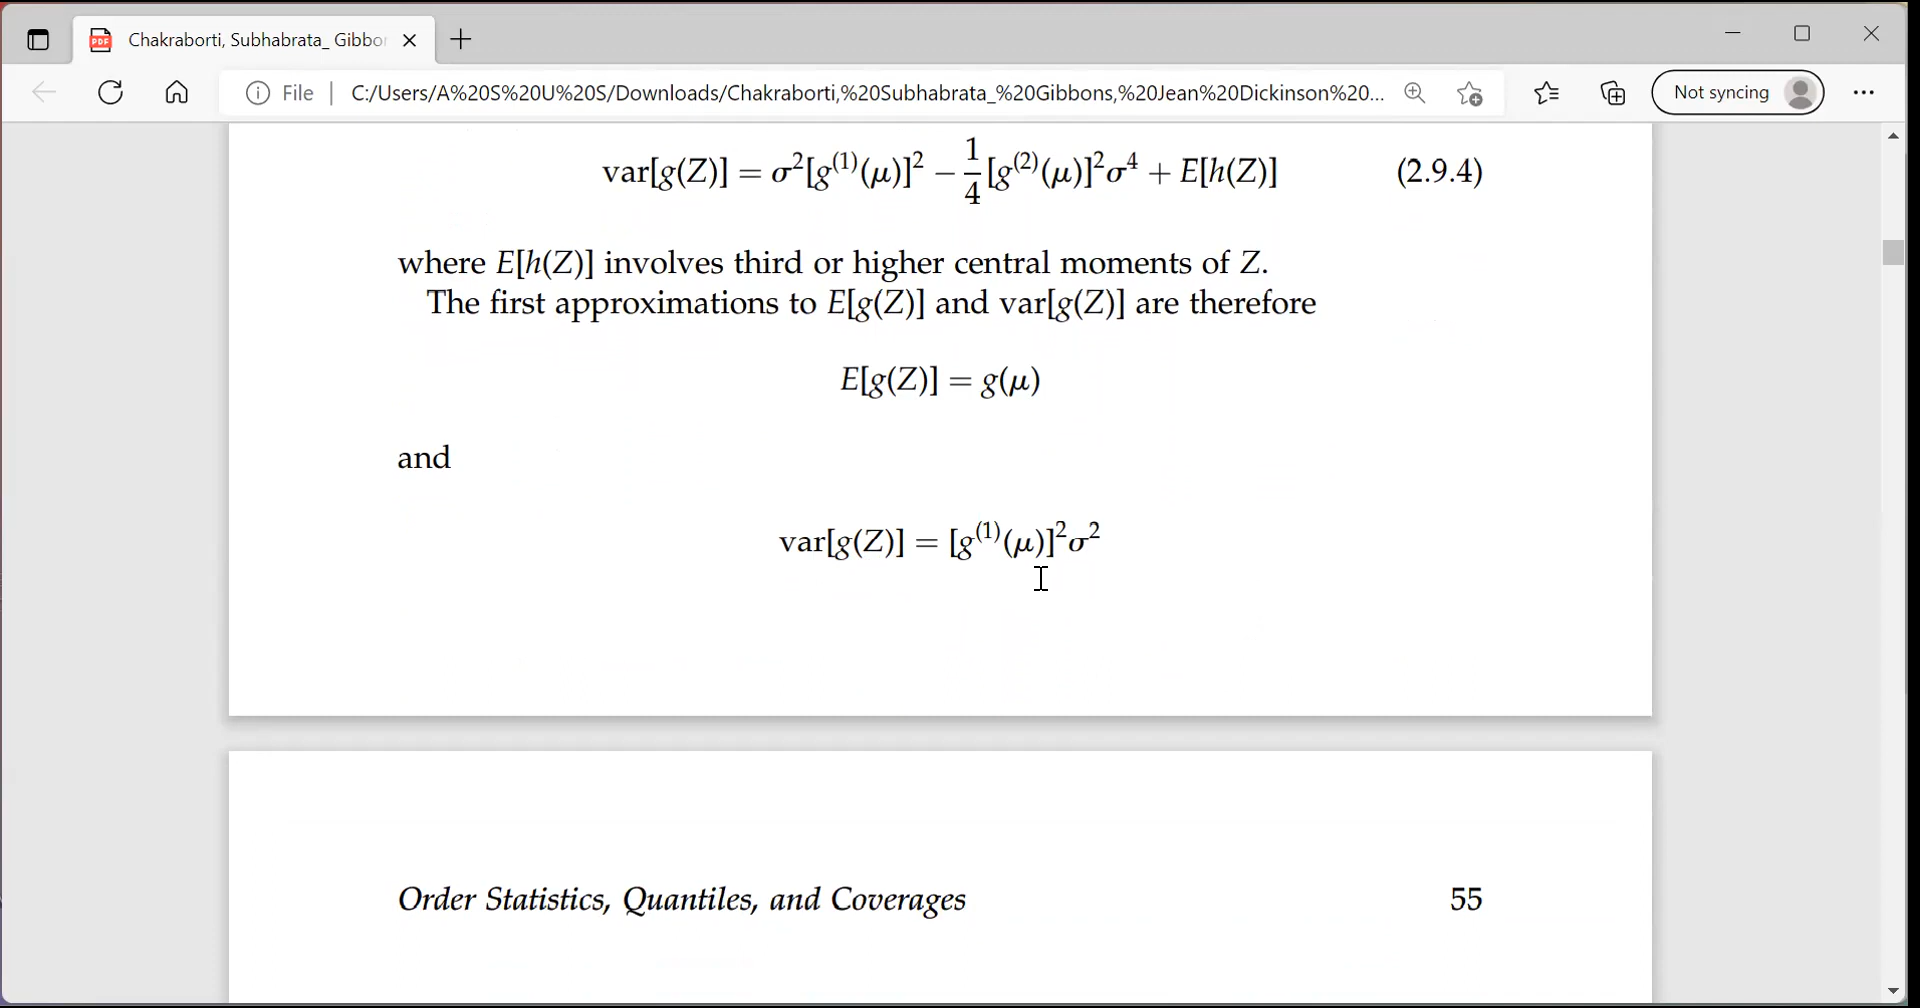 Chakraborti, Subhabrata_ Gibbo
File
C:/Users/A%20S%20U%20S/Downloads/Chakraborti,%20Subhabrata_%20Gibbons,%20Jean%20Dickinson%20...
Not syncing
var[g(Z)] = σ²[g⁽¹⁾(μ)]² − 1/4 [g⁽²⁾(μ)]²σ⁴ + E[h(Z)] (2.9.4)
where E[h(Z)] involves third or higher central moments of Z.
The first approximations to E[g(Z)] and var[g(Z)] are therefore
E[g(Z)] = g(μ)
and
var[g(Z)] = [g⁽¹⁾(μ)]²σ²
Order Statistics, Quantiles, and Coverages 55